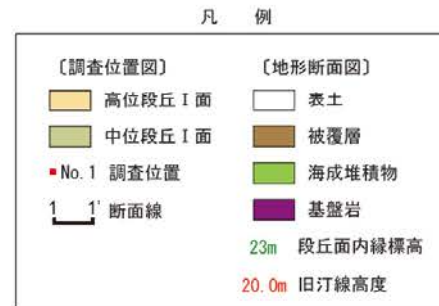 凡 例
〔調査位置図〕
高位段丘Ⅰ面
中位段丘Ⅰ面
No.1 調査位置
1 1' 断面線
〔地形断面図〕
表土
被覆層
海成堆積物
基盤岩
23m 段丘面内縁標高
20.0m 旧汀線高度